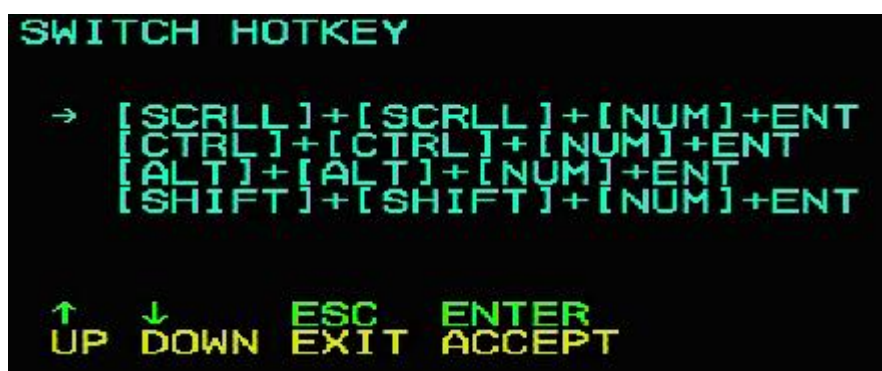 SWITCH HOTKEY
→ [SCRLL]+[SCRLL]+[NUM]+ENT
[CTRL]+[CTRL]+[NUM]+ENT
[ALT]+[ALT]+[NUM]+ENT
[SHIFT]+[SHIFT]+[NUM]+ENT
↑ ↓ ESC ENTER
UP DOWN EXIT ACCEPT